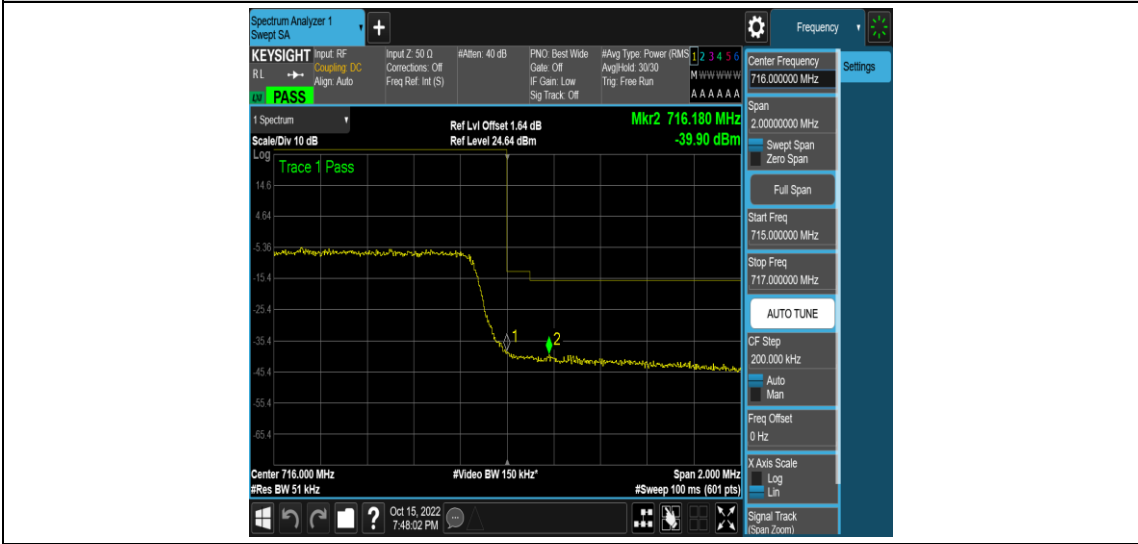 Spectrum Analyzer 1
Swept SA
+
Frequency
KEYSIGHT
RL
PASS
Input: RF
Coupling: DC
Align: Auto
Input Z: 50 Ω
Corrections: Off
Freq Ref: Int (S)
#Atten: 40 dB
PNO: Best Wide
Gate: Off
IF Gain: Low
Sig Track: Off
#Avg Type: Power (RMS
Avg|Hold: 30/30
Trig: Free Run
1 2 3 4 5 6
M W W W W W
A A A A A A
1 Spectrum
Scale/Div 10 dB
Ref Lvl Offset 1.64 dB
Ref Level 24.64 dBm
Mkr2 716.180 MHz
-39.90 dBm
Log
Trace 1 Pass
14.6
4.64
-5.36
-15.4
-25.4
-35.4
-45.4
-55.4
-65.4
1
2
Center 716.000 MHz
#Res BW 51 kHz
#Video BW 150 kHz*
Span 2.000 MHz
#Sweep 100 ms (601 pts)
?
Oct 15, 2022
7:48:02 PM
Center Frequency
716.000000 MHz
Settings
Span
2.00000000 MHz
Swept Span
Zero Span
Full Span
Start Freq
715.000000 MHz
Stop Freq
717.000000 MHz
AUTO TUNE
CF Step
200.000 kHz
Auto
Man
Freq Offset
0 Hz
X Axis Scale
Log
Lin
Signal Track
(Span Zoom)